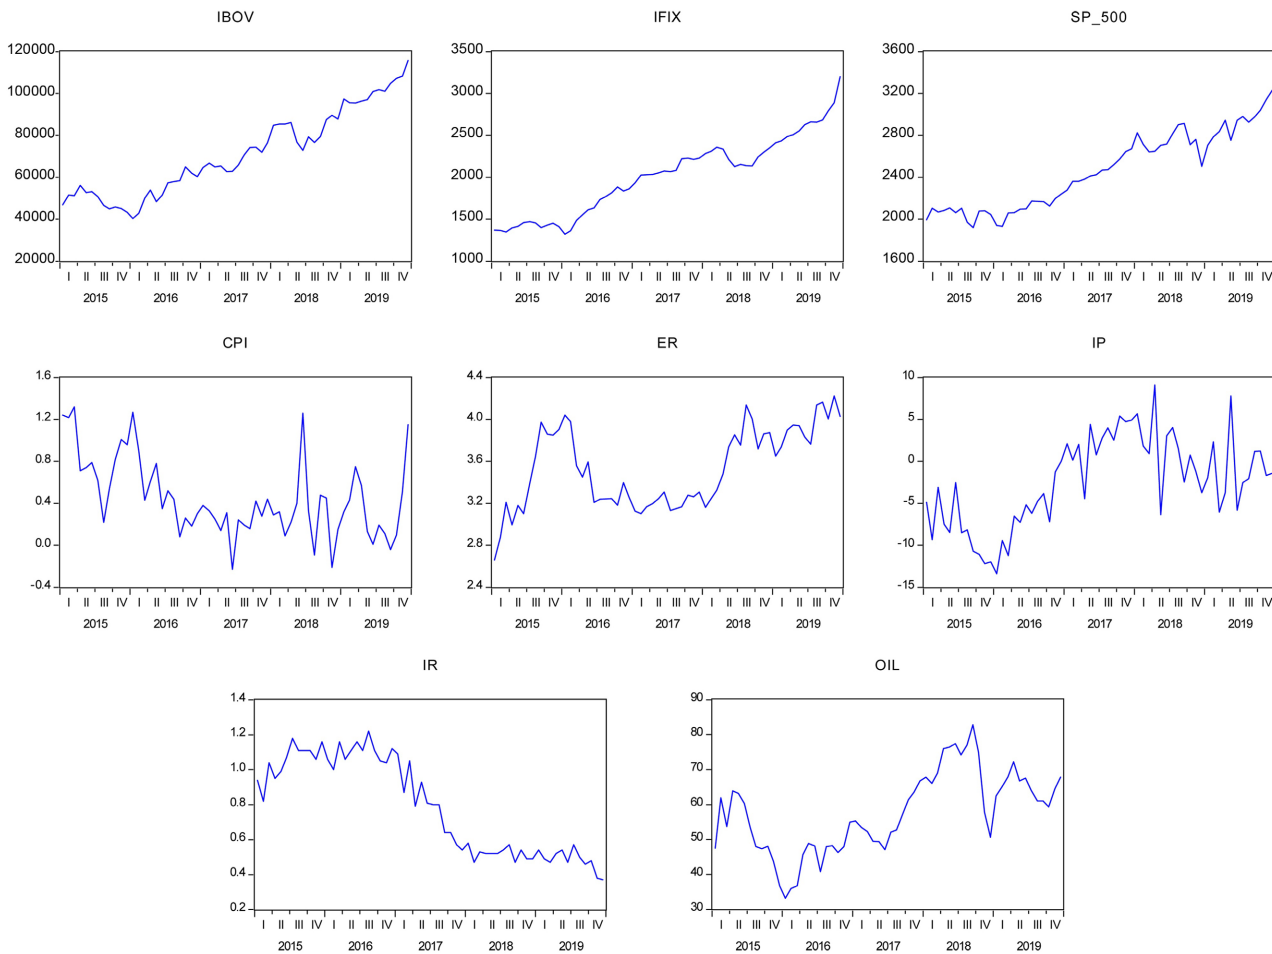 IBOV IFIX SP_500
120000 3500 3600
100000 3000 3200
80000 2500 2800
60000 2000 2400
40000 1500 2000
20000 1000 1600
I II III IV I II III IV I II III IV I II III IV I II III IV I II III IV I II III IV I II III IV I II III IV I II III IV I II III IV I II III IV I II III IV I II III IV I II III IV
2015 2016 2017 2018 2019 2015 2016 2017 2018 2019 2015 2016 2017 2018 2019
CPI ER IP
1.6 4.4 10
1.2 4.0 5
0.8 3.6 0
0.4 3.2 -5
0.0 2.8 -10
-0.4 2.4 -15
I II III IV I II III IV I II III IV I II III IV I II III IV I II III IV I II III IV I II III IV I II III IV I II III IV I II III IV I II III IV I II III IV I II III IV I II III IV
2015 2016 2017 2018 2019 2015 2016 2017 2018 2019 2015 2016 2017 2018 2019
IR OIL
1.4 90
1.2 80
1.0 70
0.8 60
0.6 50
0.4 40
0.2 30
I II III IV I II III IV I II III IV I II III IV I II III IV I II III IV I II III IV I II III IV I II III IV I II III IV
2015 2016 2017 2018 2019 2015 2016 2017 2018 2019